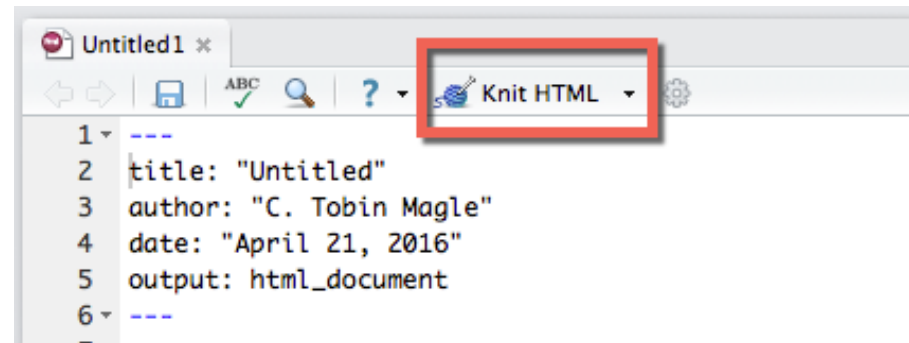 Untitled1
ABC ? Knit HTML
1 ---
2 title: "Untitled"
3 author: "C. Tobin Magle"
4 date: "April 21, 2016"
5 output: html_document
6 ---